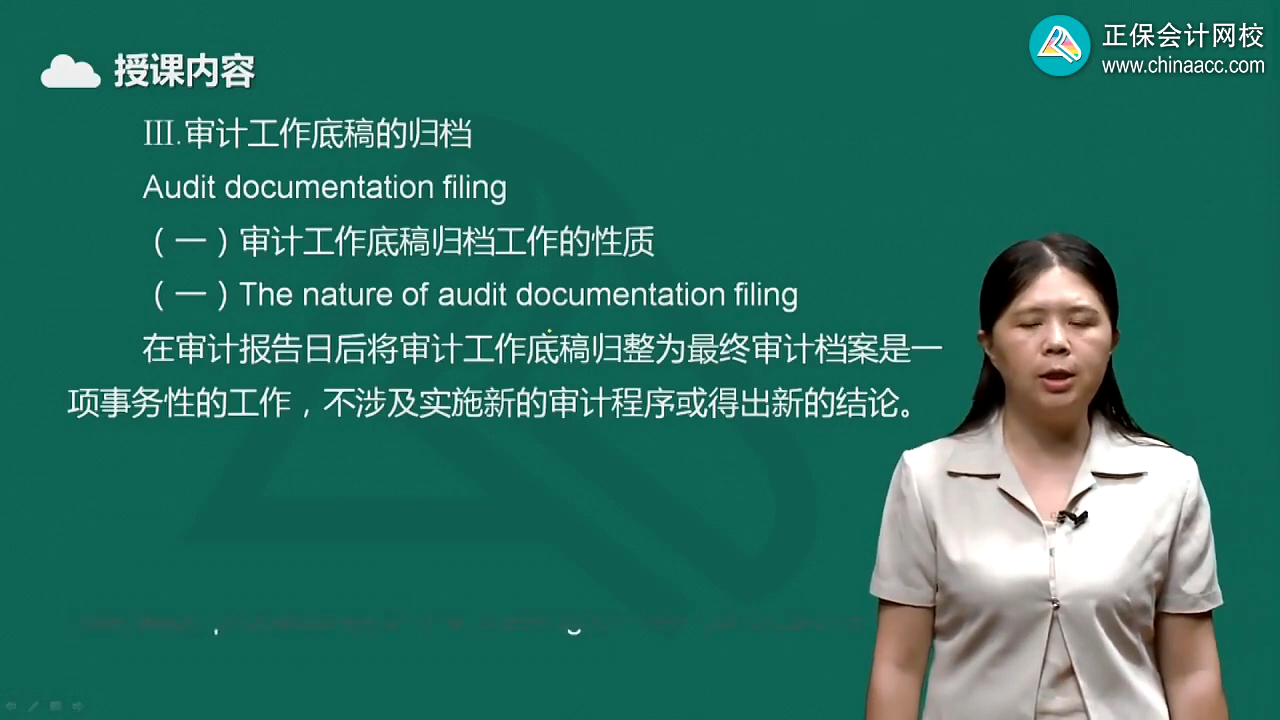 正保会计网校
www.chinaacc.com
授课内容
Ⅲ.审计工作底稿的归档
Audit documentation filing
（一）审计工作底稿归档工作的性质
（一）The nature of audit documentation filing
在审计报告日后将审计工作底稿归整为最终审计档案是一
项事务性的工作，不涉及实施新的审计程序或得出新的结论。